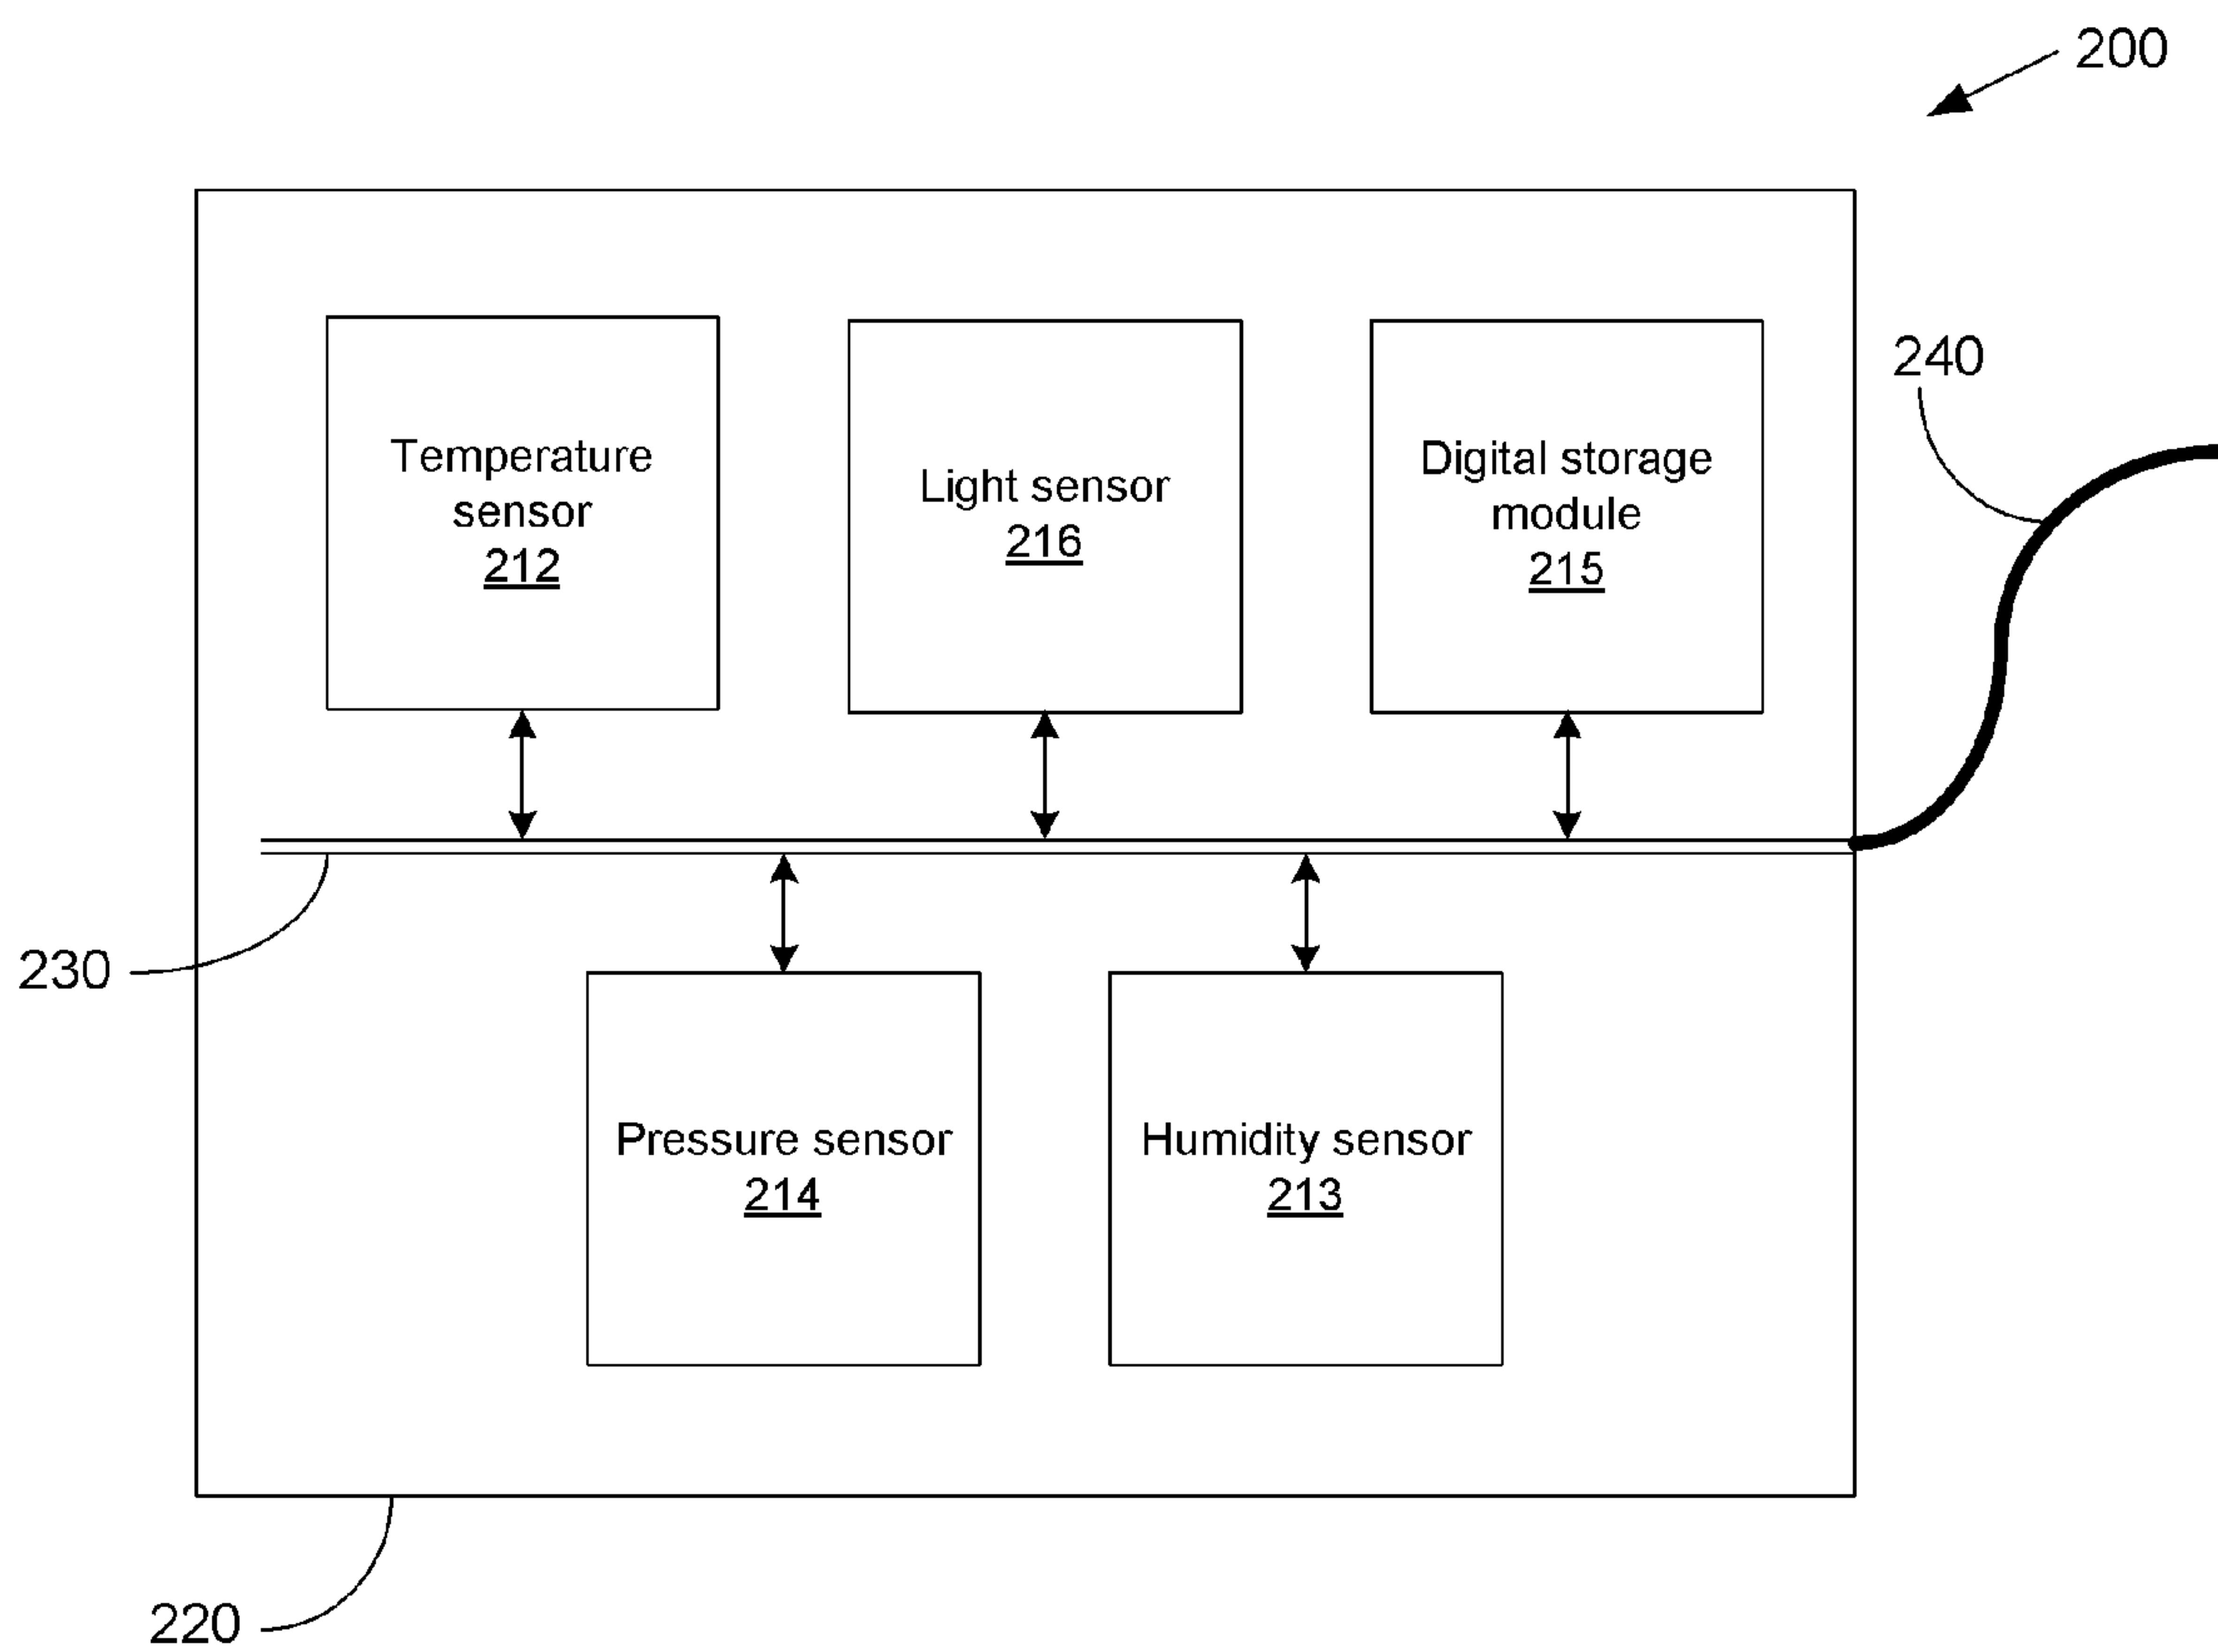 200
240
Temperature
sensor
212
Light sensor
216
Digital storage
module
215
230
Pressure sensor
214
Humidity sensor
213
220